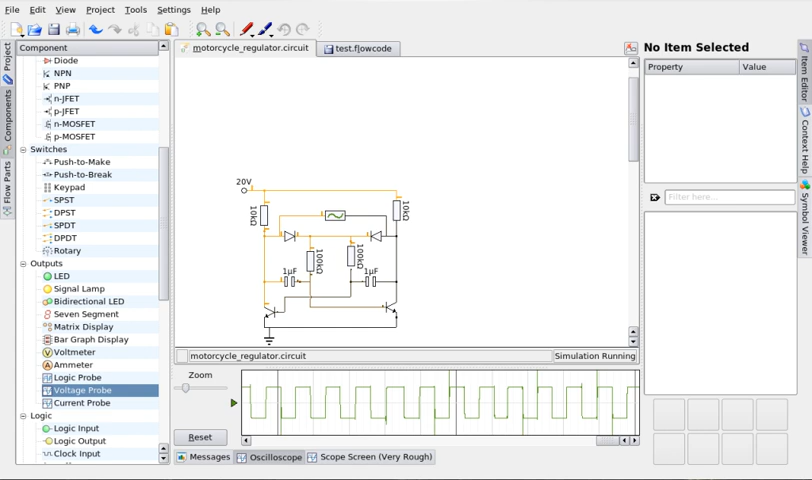 File Edit View Project Tools Settings Help
Project
Components
Flow Parts
Component
Diode
NPN
PNP
n-JFET
p-JFET
n-MOSFET
p-MOSFET
Switches
Push-to-Make
Push-to-Break
Keypad
SPST
DPST
SPDT
DPDT
Rotary
Outputs
LED
Signal Lamp
Bidirectional LED
Seven Segment
Matrix Display
Bar Graph Display
Voltmeter
Ammeter
Logic Probe
Voltage Probe
Current Probe
Logic
Logic Input
Logic Output
Clock Input
motorcycle_regulator.circuit
test.flowcode
20V
10kΩ
10kΩ
100kΩ
100kΩ
1μF
1μF
motorcycle_regulator.circuit
Simulation Running
Zoom
Reset
Messages Oscilloscope Scope Screen (Very Rough)
No Item Selected
Property Value
Filter here...
Item Editor
Context Help
Symbol Viewer